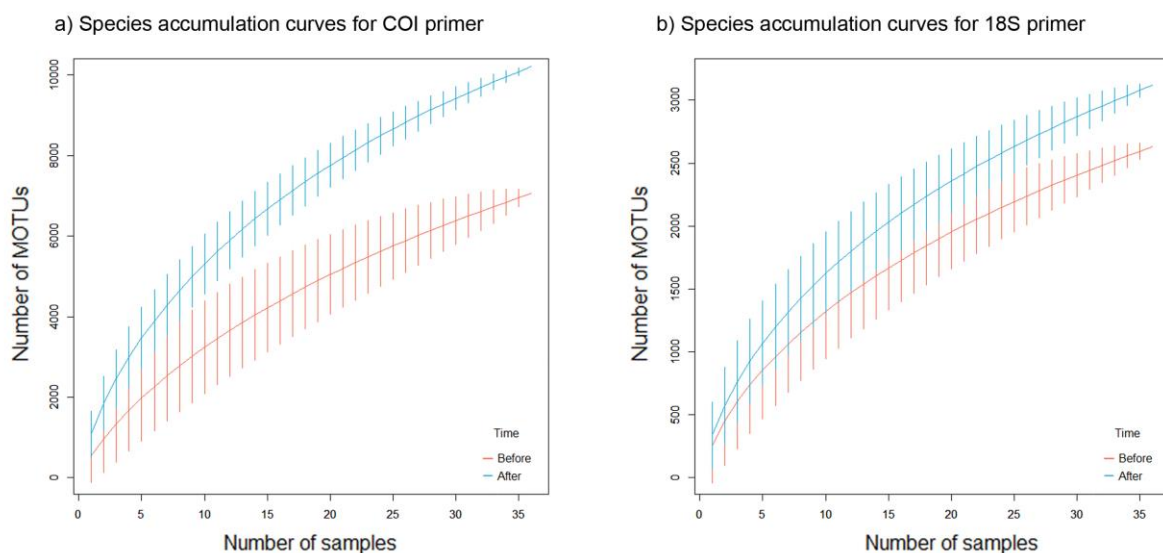 a) Species accumulation curves for COI primer
Number of MOTUs
10000
8000
6000
4000
2000
0
Time
Before
After
0 5 10 15 20 25 30 35
Number of samples
b) Species accumulation curves for 18S primer
Number of MOTUs
3000
2500
2000
1500
1000
500
0
Time
Before
After
0 5 10 15 20 25 30 35
Number of samples